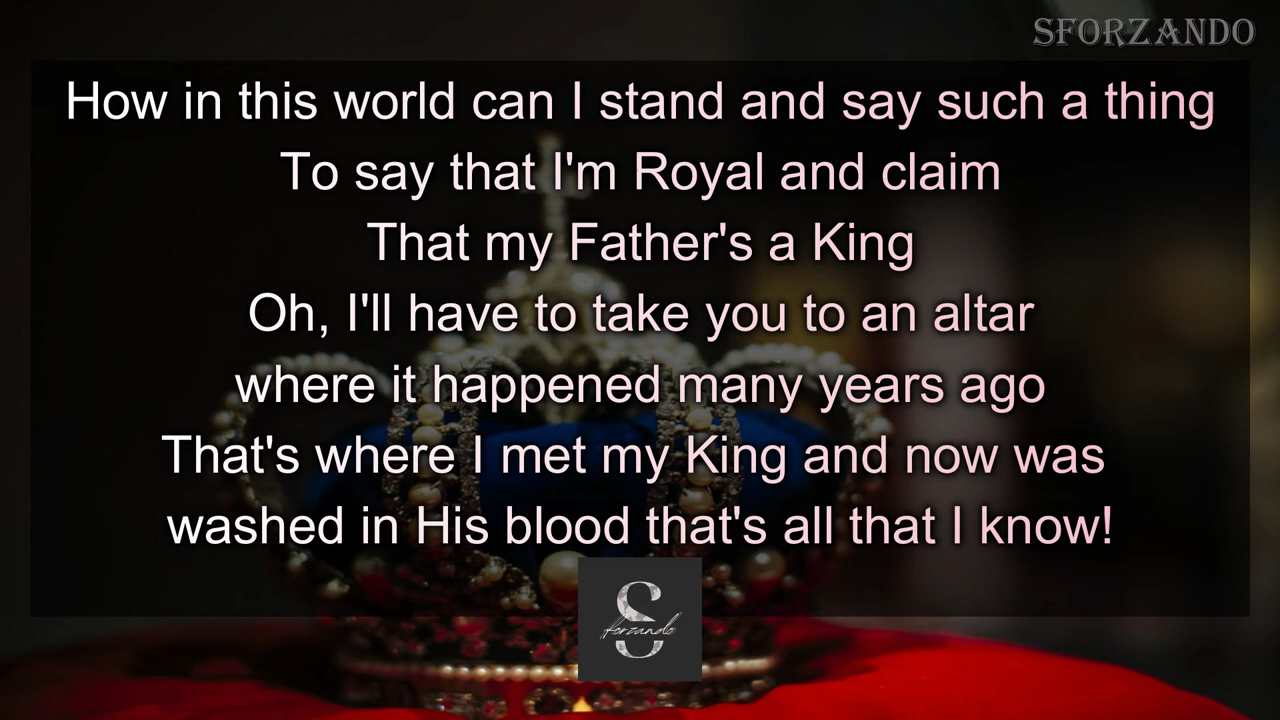 SFORZANDO
How in this world can I stand and say such a thing
To say that I'm Royal and claim
That my Father's a King
Oh, I'll have to take you to an altar
where it happened many years ago
That's where I met my King and now was
washed in His blood that's all that I know!
S
Sforzando